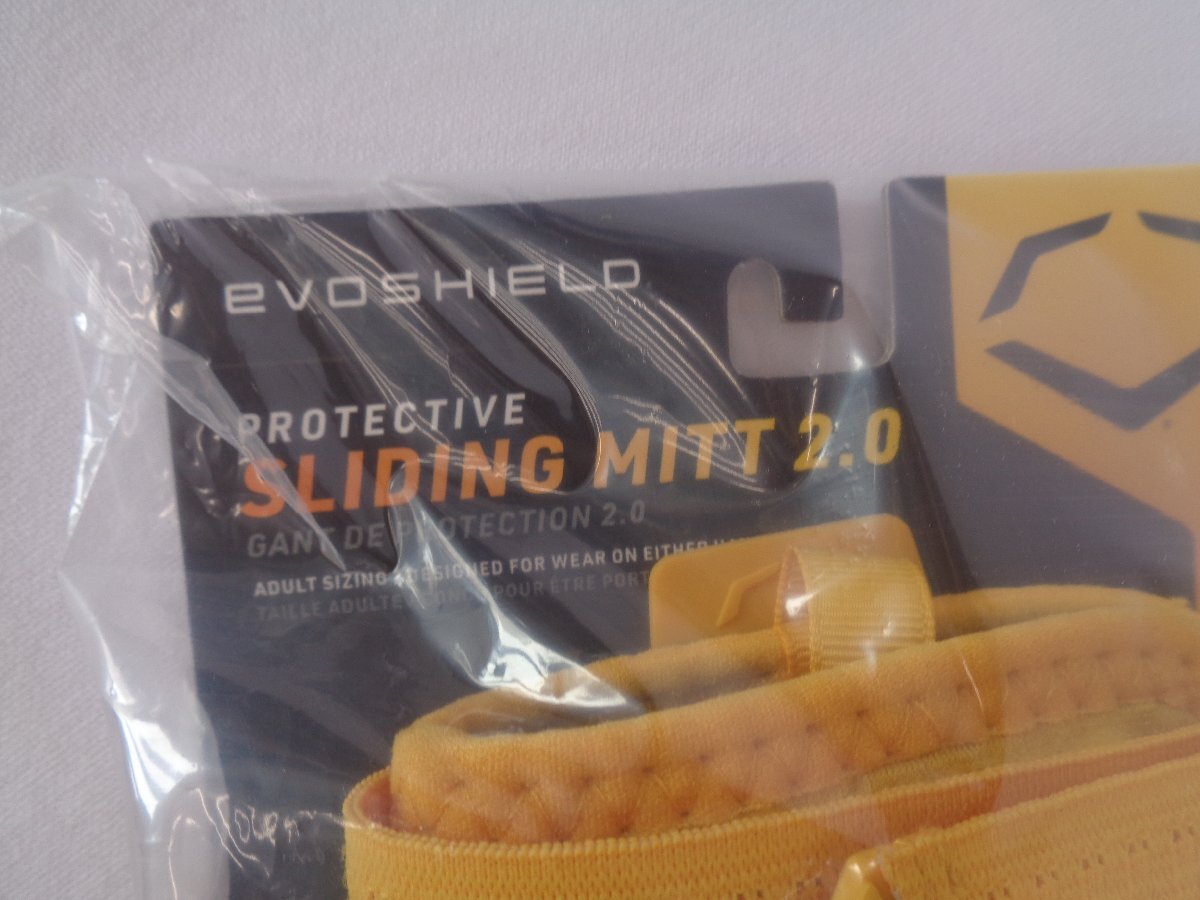 EVOSHIELD
PROTECTIVE
SLIDING MITT 2.0
GANT DE PROTECTION 2.0
ADULT SIZING DESIGNED FOR WEAR ON EITHER
TAILLE ADULTE POUR ÊTRE